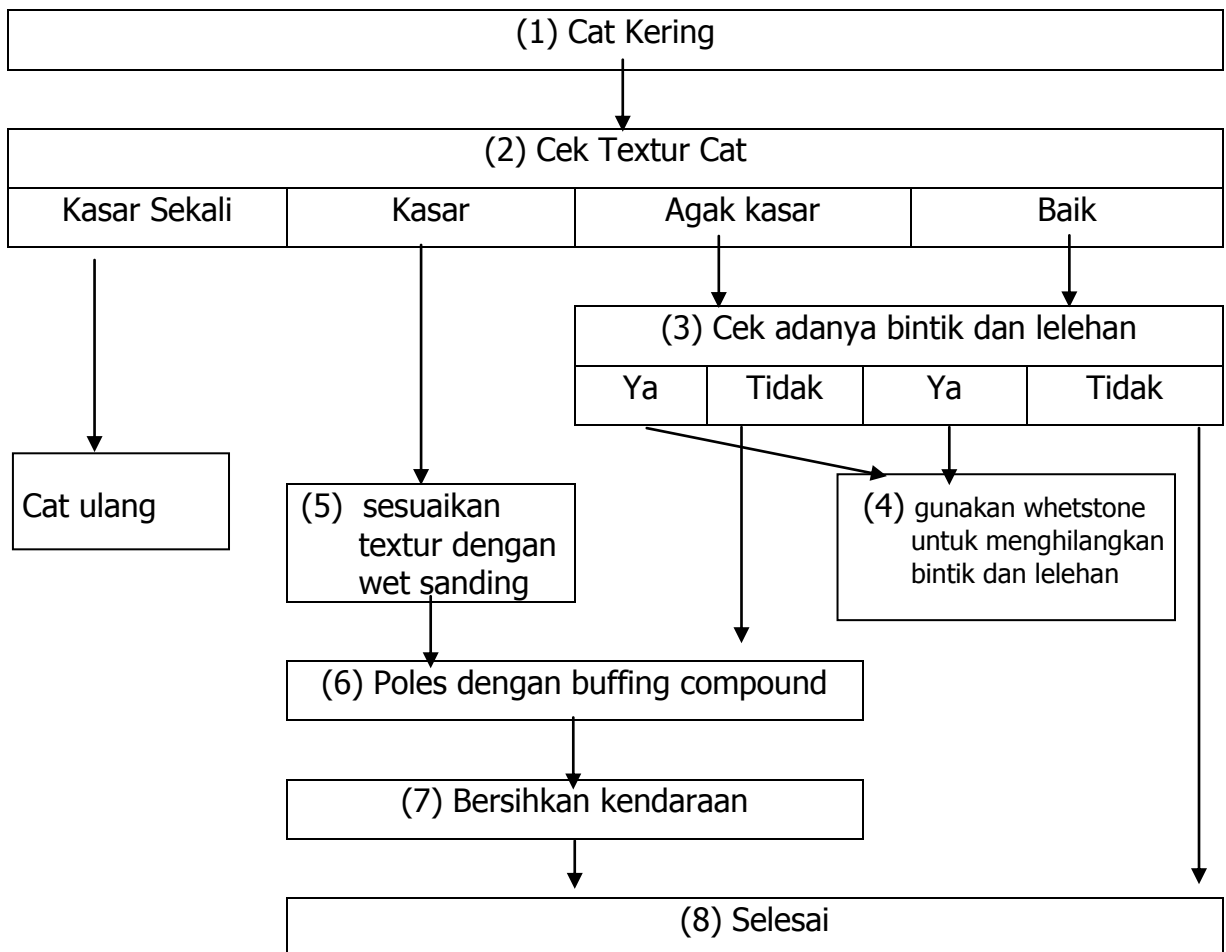 (1) Cat Kering
(2) Cek Textur Cat
Kasar Sekali
Kasar
Agak kasar
Baik
(3) Cek adanya bintik dan lelehan
Ya
Tidak
Ya
Tidak
Cat ulang
(5) sesuaikan
textur dengan
wet sanding
(4) gunakan whetstone
untuk menghilangkan
bintik dan lelehan
(6) Poles dengan buffing compound
(7) Bersihkan kendaraan
(8) Selesai